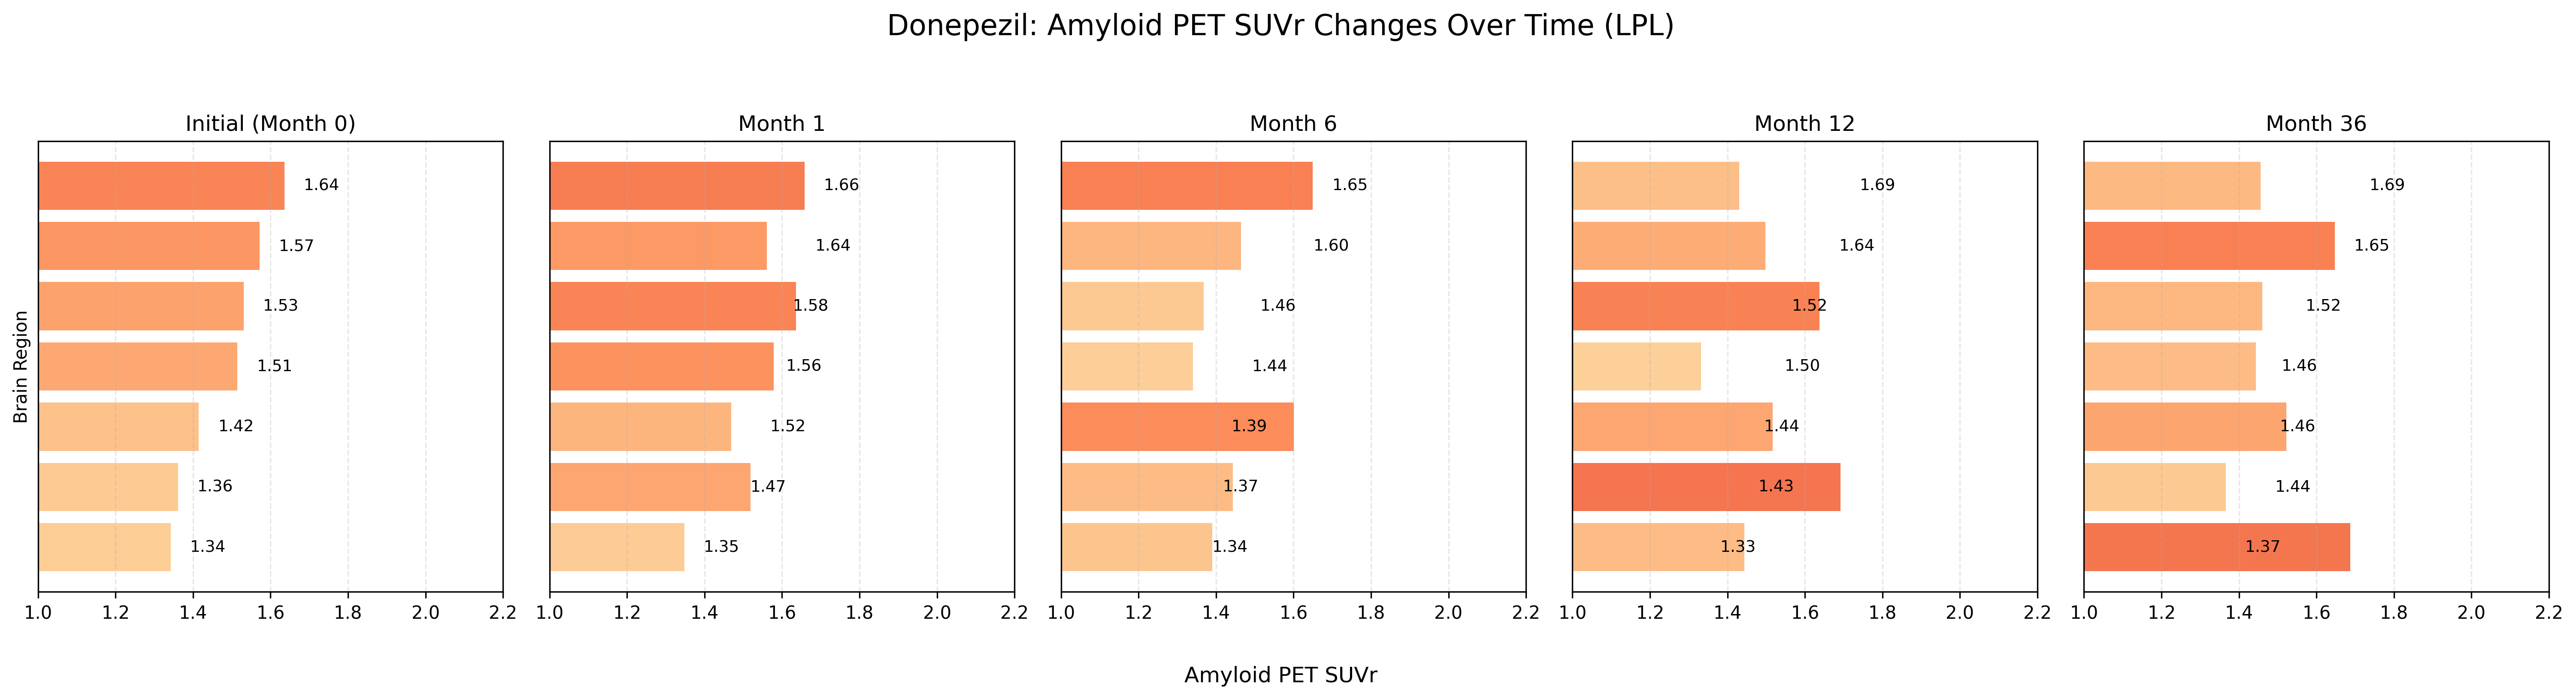 Donepezil: Amyloid PET SUVr Changes Over Time (LPL)
Initial (Month 0)
1.64
1.57
1.53
1.51
1.42
1.36
1.34
1.0 1.2 1.4 1.6 1.8 2.0 2.2
Brain Region
Month 1
1.66
1.64
1.58
1.56
1.52
1.47
1.35
1.0 1.2 1.4 1.6 1.8 2.0 2.2
Month 6
1.65
1.60
1.46
1.44
1.39
1.37
1.34
1.0 1.2 1.4 1.6 1.8 2.0 2.2
Month 12
1.69
1.64
1.52
1.50
1.44
1.43
1.33
1.0 1.2 1.4 1.6 1.8 2.0 2.2
Month 36
1.69
1.65
1.52
1.46
1.46
1.44
1.37
1.0 1.2 1.4 1.6 1.8 2.0 2.2
Amyloid PET SUVr